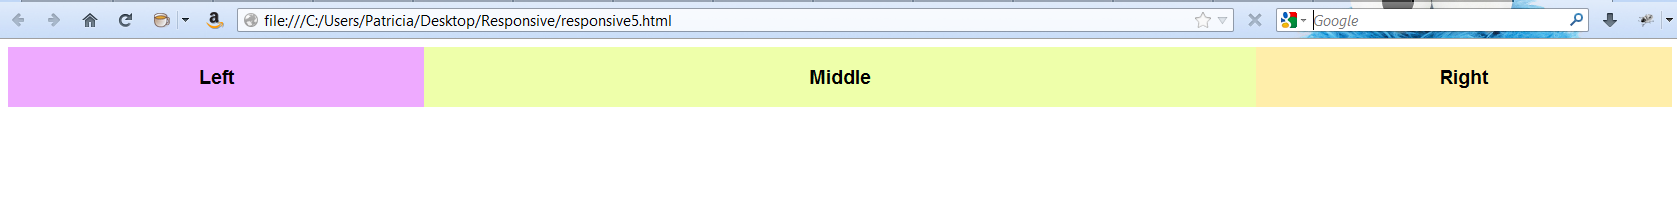 file:///C:/Users/Patricia/Desktop/Responsive/responsive5.html
Google
Left Middle Right